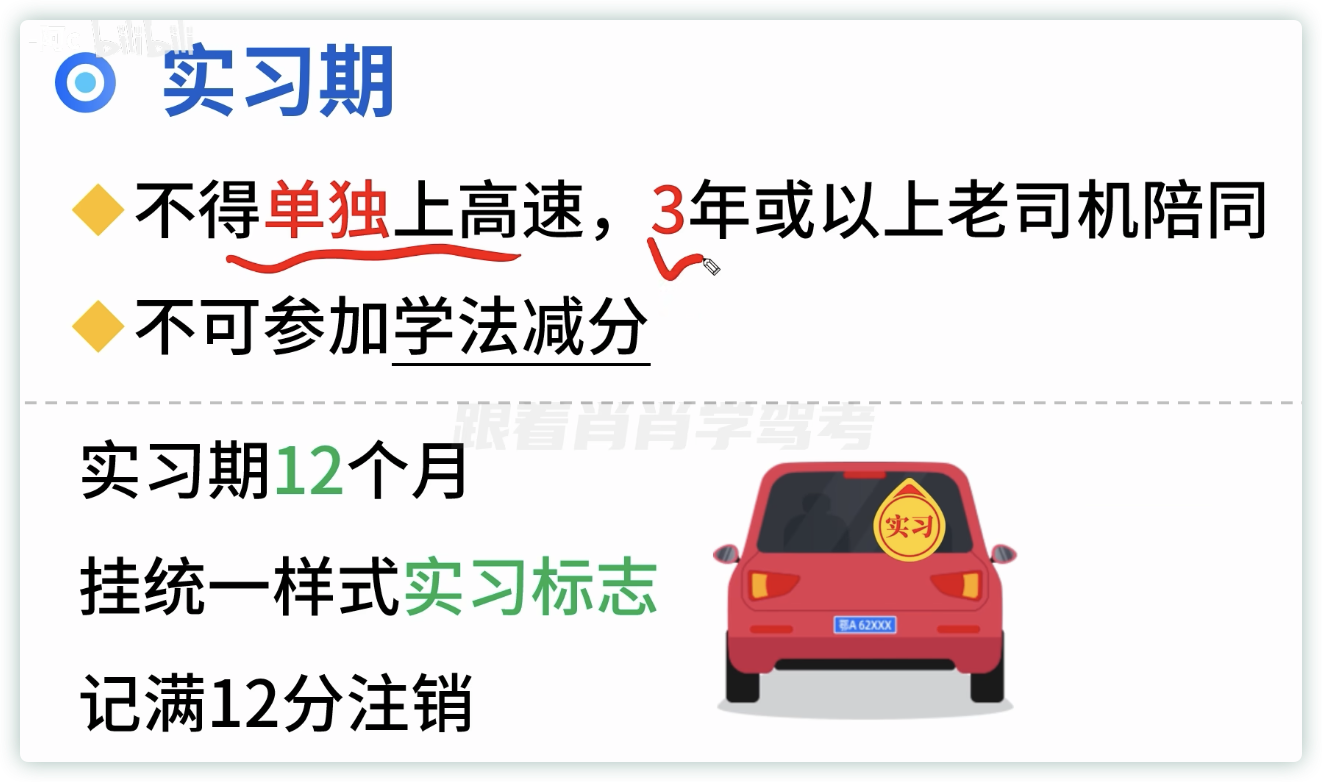 bilibili
实习期
不得单独上高速，3年或以上老司机陪同
不可参加学法减分
跟着肖肖学驾考
实习期12个月
实习
挂统一样式实习标志
鄂A 62XXX
记满12分注销